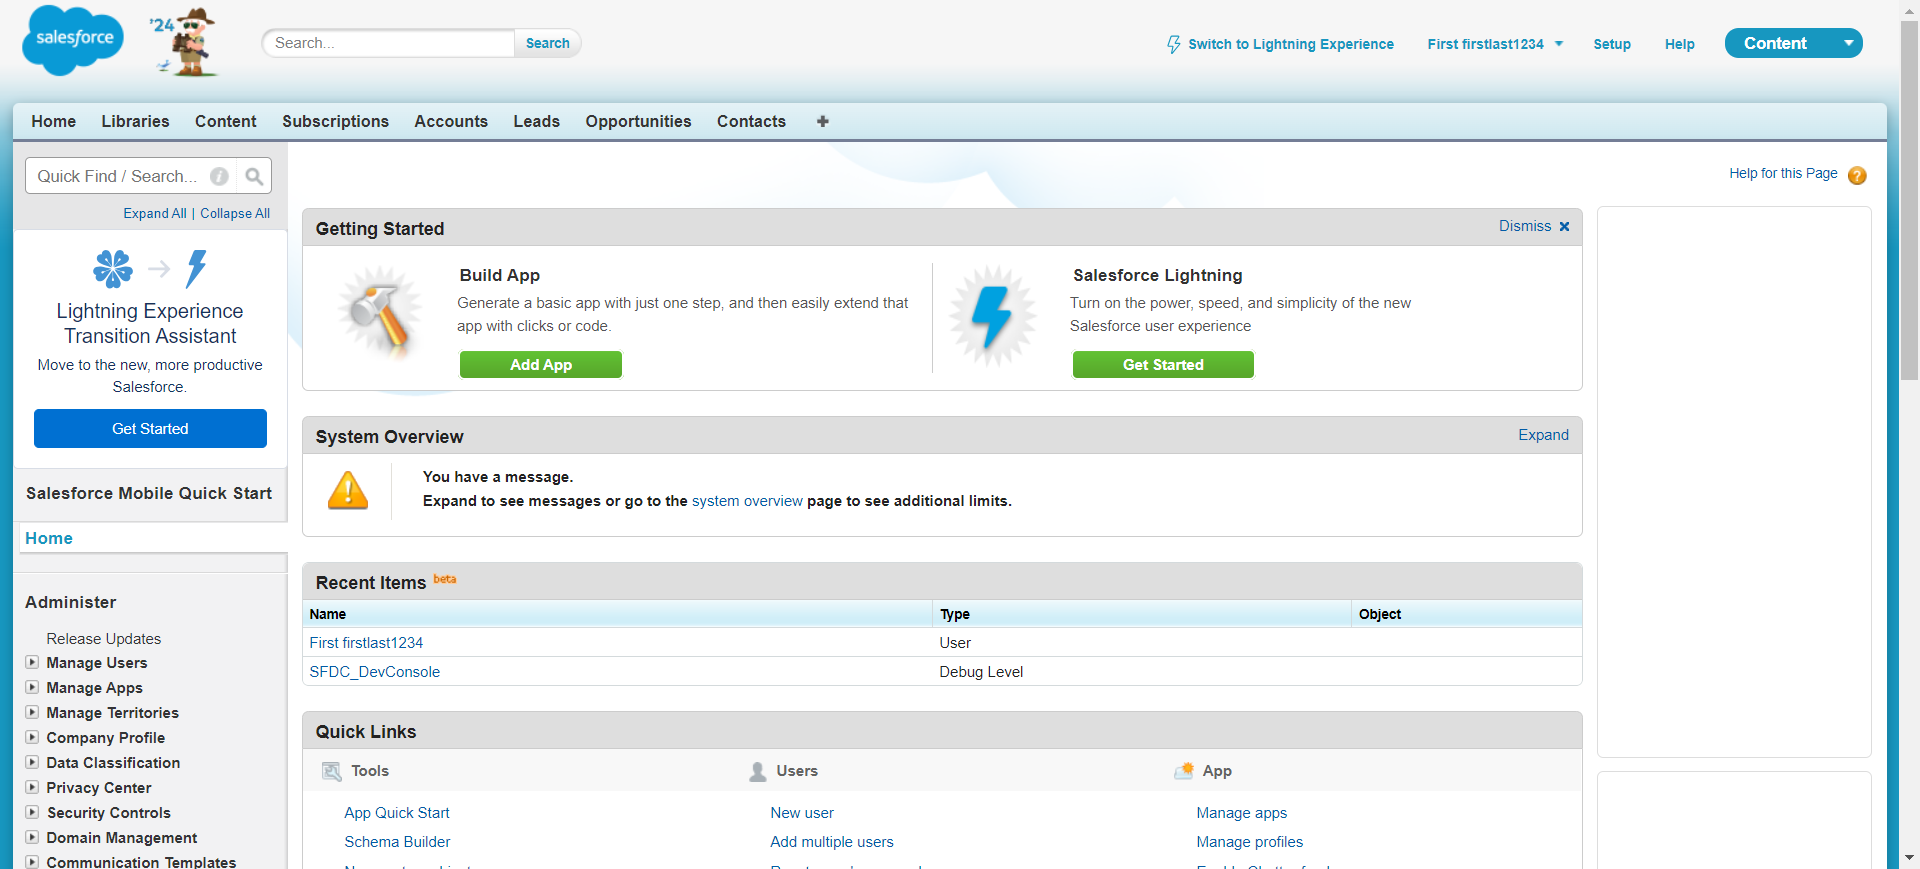 salesforce
'24
Search...
Search
Switch to Lightning Experience
First firstlast1234
Setup
Help
Content
Home
Libraries
Content
Subscriptions
Accounts
Leads
Opportunities
Contacts
Quick Find / Search...
Expand All | Collapse All
Help for this Page
Lightning Experience
Transition Assistant
Move to the new, more productive
Salesforce.
Get Started
Salesforce Mobile Quick Start
Home
Administer
Release Updates
Manage Users
Manage Apps
Manage Territories
Company Profile
Data Classification
Privacy Center
Security Controls
Domain Management
Communication Templates
Getting Started
Dismiss
Build App
Generate a basic app with just one step, and then easily extend that
app with clicks or code.
Add App
Salesforce Lightning
Turn on the power, speed, and simplicity of the new
Salesforce user experience
Get Started
System Overview
Expand
You have a message.
Expand to see messages or go to the system overview page to see additional limits.
Recent Items beta
Name
Type
Object
First firstlast1234
User
SFDC_DevConsole
Debug Level
Quick Links
Tools
Users
App
App Quick Start
New user
Manage apps
Schema Builder
Add multiple users
Manage profiles